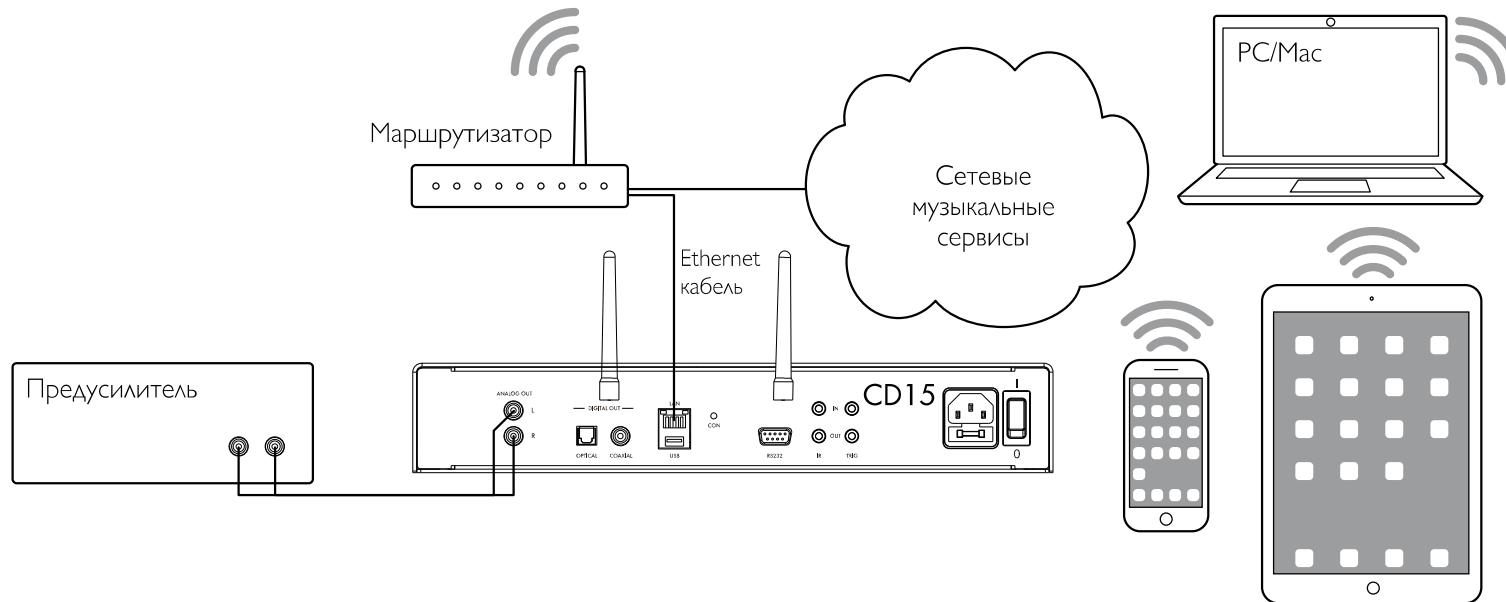 PC/Mac
Маршрутизатор
Сетевые
музыкальные
сервисы
Ethernet
кабель
Предусилитель
ANALOG OUT
L
R
DIGITAL OUT
OPTICAL
COAXIAL
LAN
USB
CON
RS232
IN
OUT
IR
TRIG
CD15
I
0